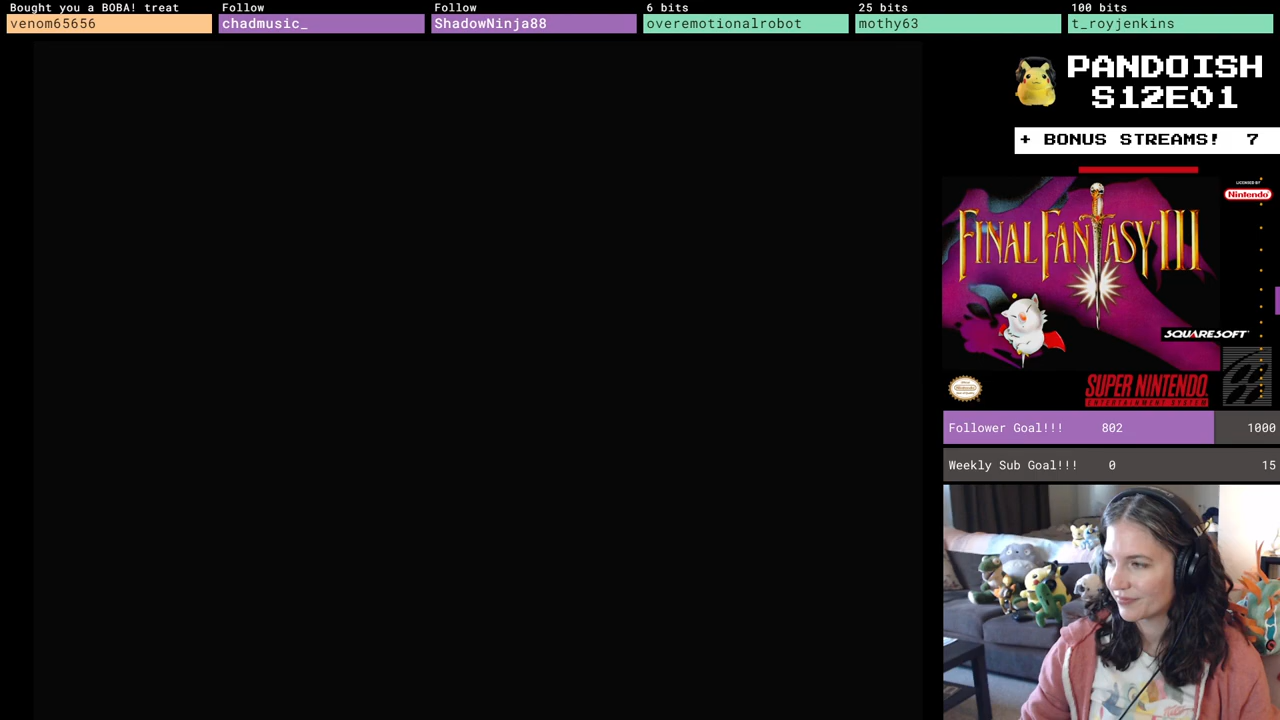 Bought you a BOBA! treat
venom65656
Follow
chadmusic_
Follow
ShadowNinja88
6 bits
overemotionalrobot
25 bits
mothy63
100 bits
t_royjenkins
PANDOISH
S12E01
+ BONUS STREAMS! 7
LICENSED BY
Nintendo
FINAL FANTASY III
SQUARESOFT
SUPER NINTENDO
ENTERTAINMENT SYSTEM
Follower Goal!!! 802 1000
Weekly Sub Goal!!! 0 15